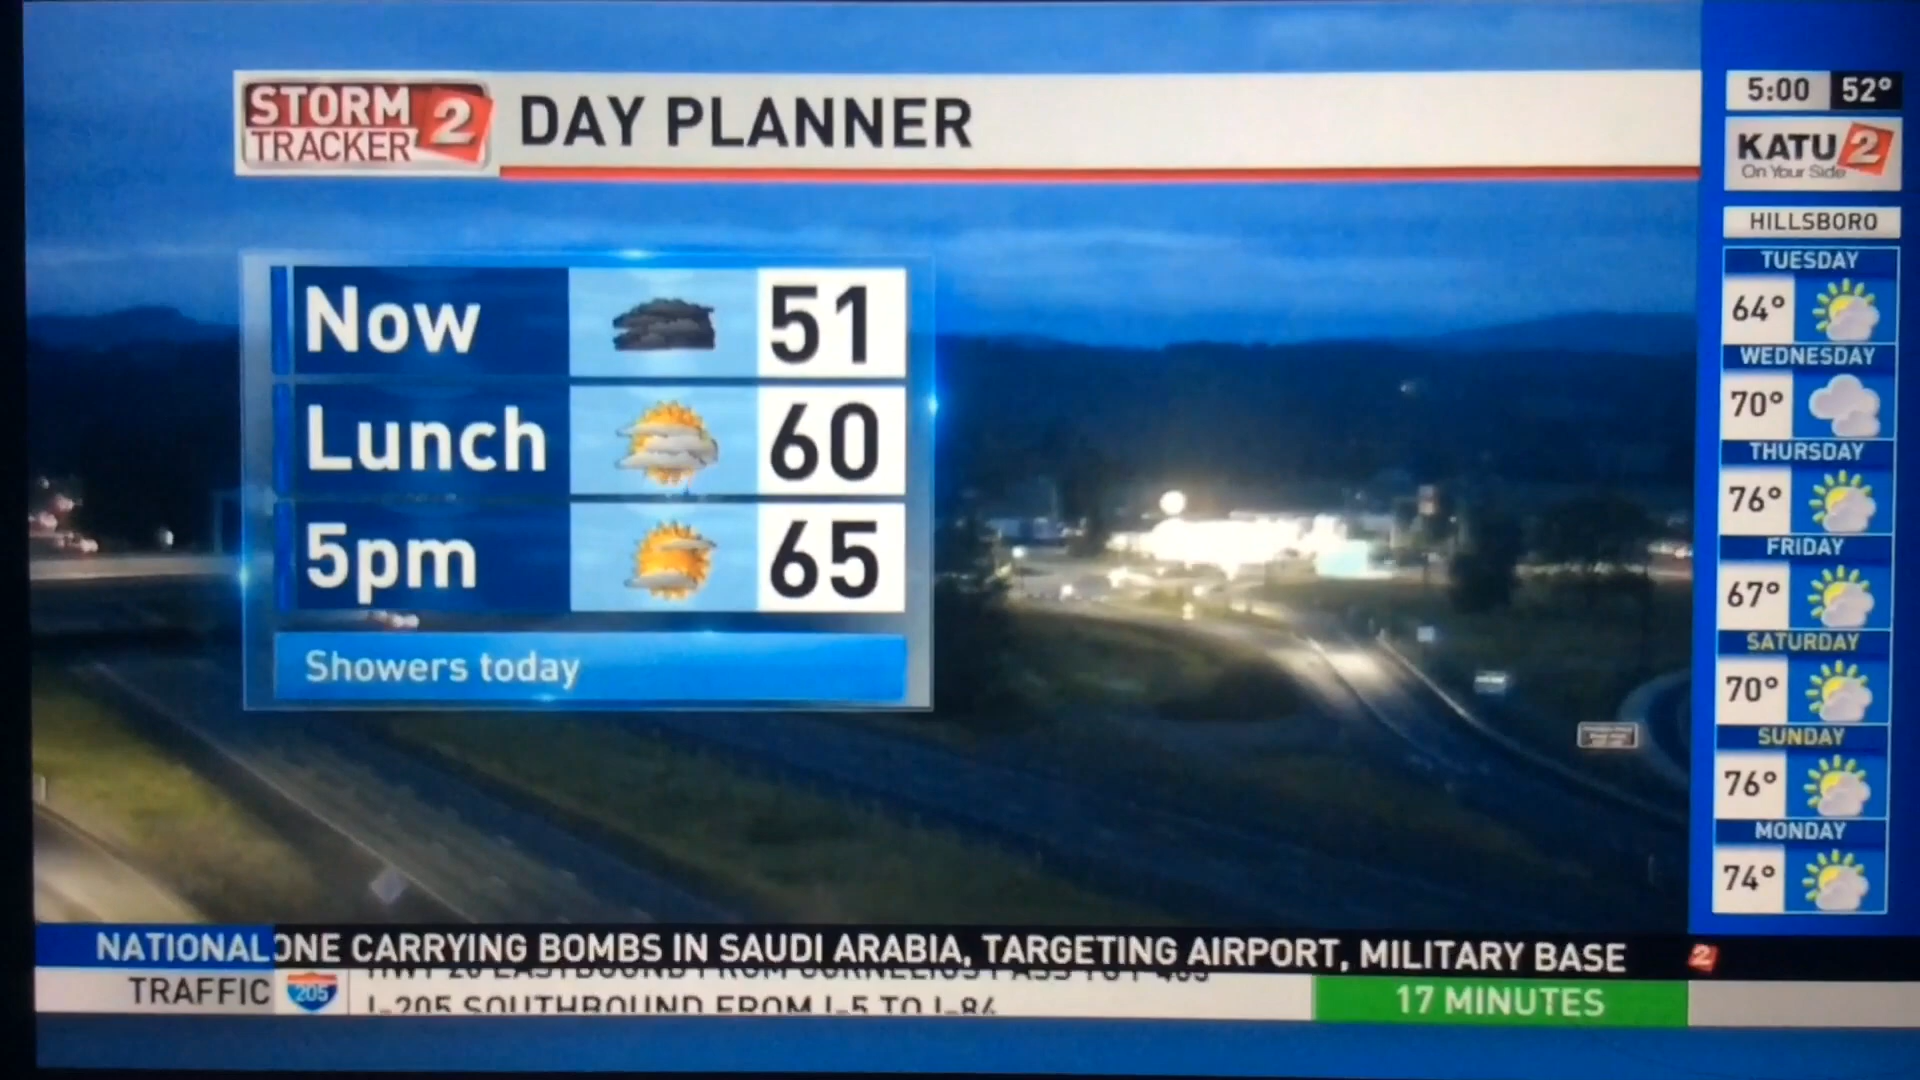 STORM
TRACKER 2
DAY PLANNER
Now 51
Lunch 60
5pm 65
Showers today
5:00 52°
KATU 2
On Your Side
HILLSBORO
TUESDAY
64°
WEDNESDAY
70°
THURSDAY
76°
FRIDAY
67°
SATURDAY
70°
SUNDAY
76°
MONDAY
74°
NATIONAL ONE CARRYING BOMBS IN SAUDI ARABIA, TARGETING AIRPORT, MILITARY BASE 2
TRAFFIC 205
I-205 SOUTHBOUND FROM I-5 TO I-84
17 MINUTES